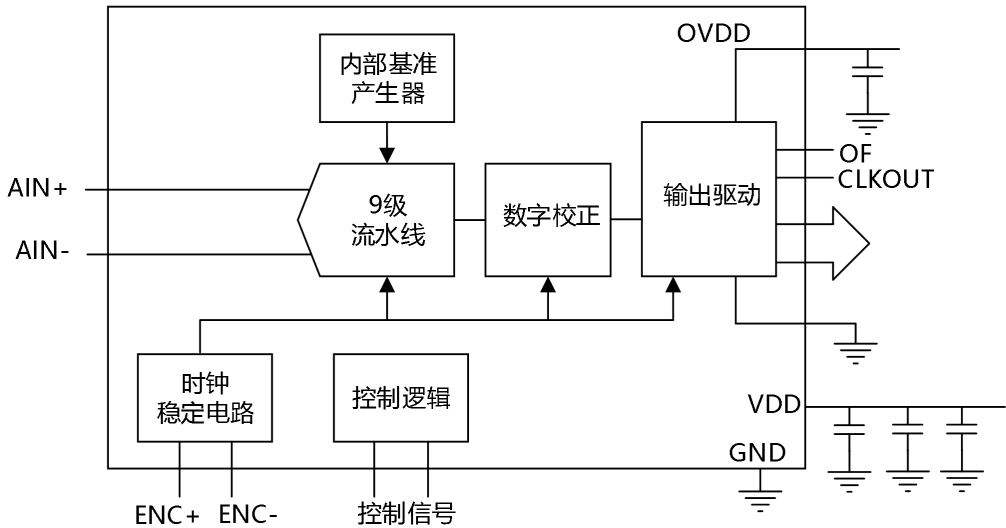 OVDD
内部基准
产生器
OF
CLKOUT
AIN+
9级
流水线
数字校正
输出驱动
AIN-
时钟
稳定电路
控制逻辑
VDD
GND
ENC+
ENC-
控制信号